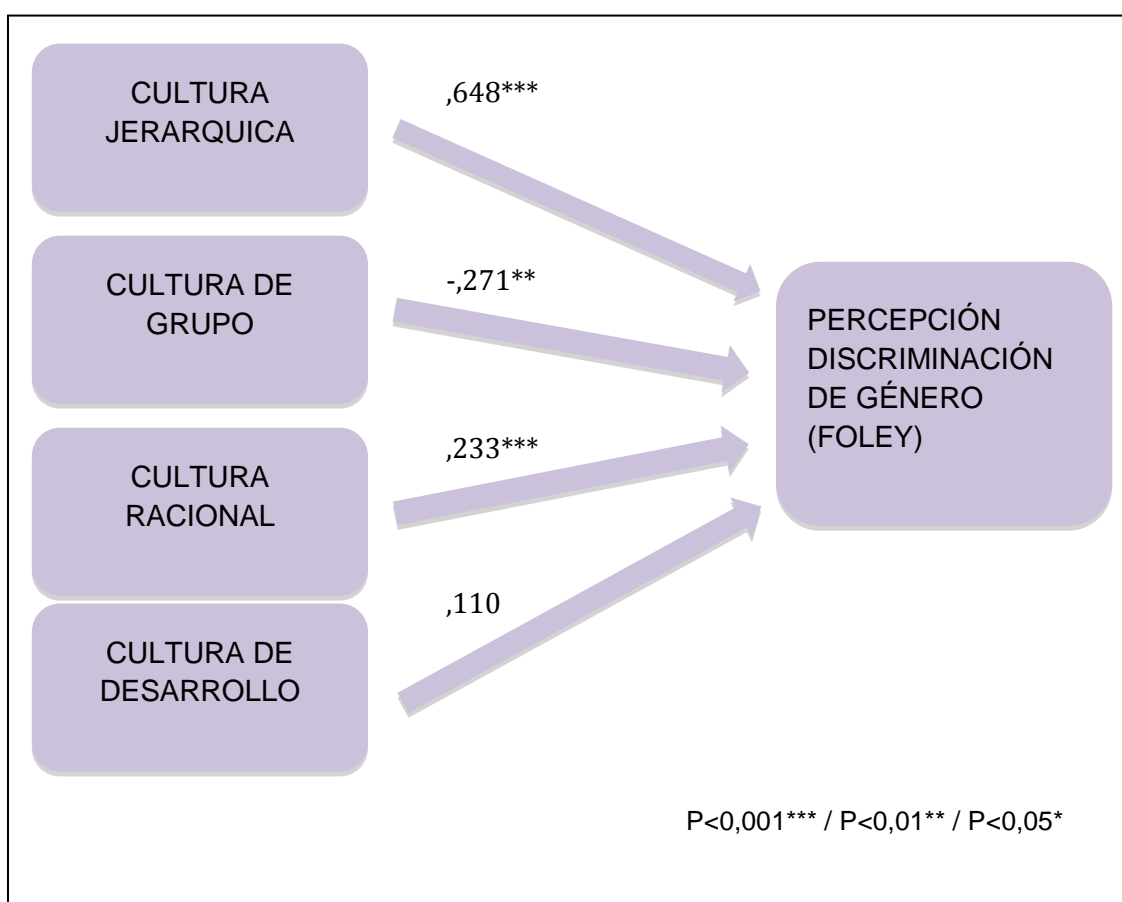 CULTURA
JERARQUICA
,648***
CULTURA DE
GRUPO
-,271**
CULTURA
RACIONAL
,233***
CULTURA DE
DESARROLLO
,110
PERCEPCIÓN
DISCRIMINACIÓN
DE GÉNERO
(FOLEY)
P<0,001*** / P<0,01** / P<0,05*